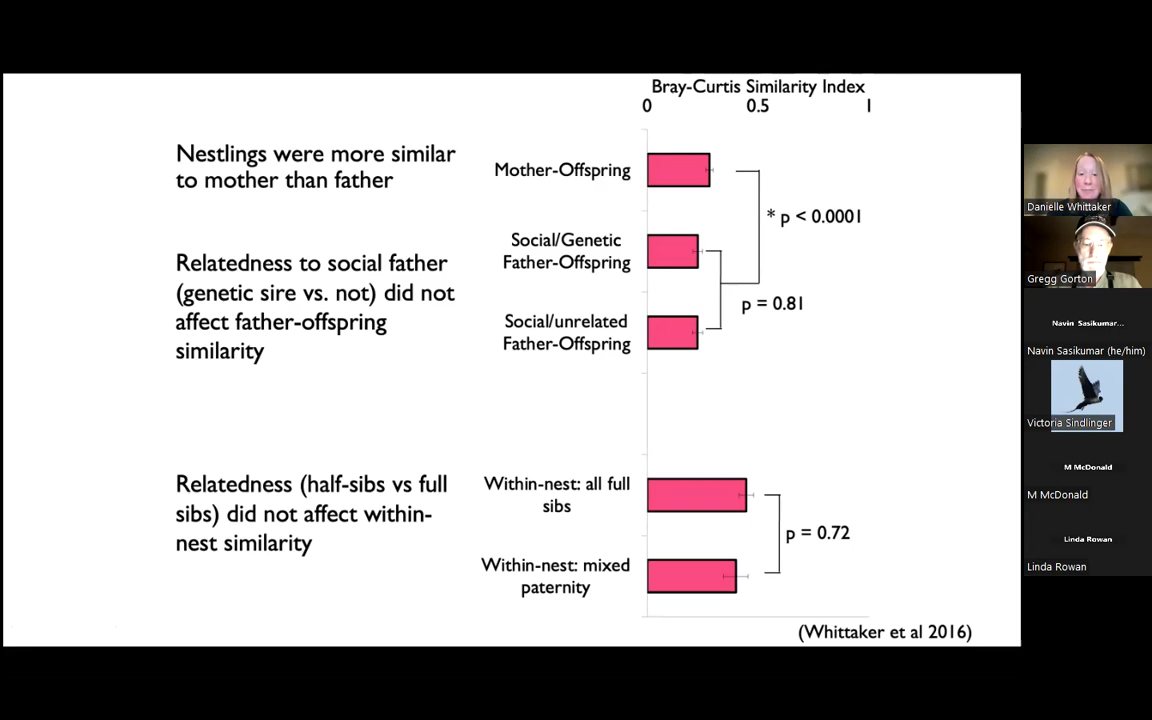 Bray-Curtis Similarity Index
0 0.5 1
Nestlings were more similar
to mother than father
Mother-Offspring
* p < 0.0001
Relatedness to social father
(genetic sire vs. not) did not
affect father-offspring
similarity
Social/Genetic
Father-Offspring
p = 0.81
Social/unrelated
Father-Offspring
Relatedness (half-sibs vs full
sibs) did not affect within-
nest similarity
Within-nest: all full
sibs
p = 0.72
Within-nest: mixed
paternity
(Whittaker et al 2016)
Danielle Whittaker
Gregg Gorton
Navin Sasikumar...
Navin Sasikumar (he/him)
Victoria Sindlinger
M McDonald
M McDonald
Linda Rowan
Linda Rowan